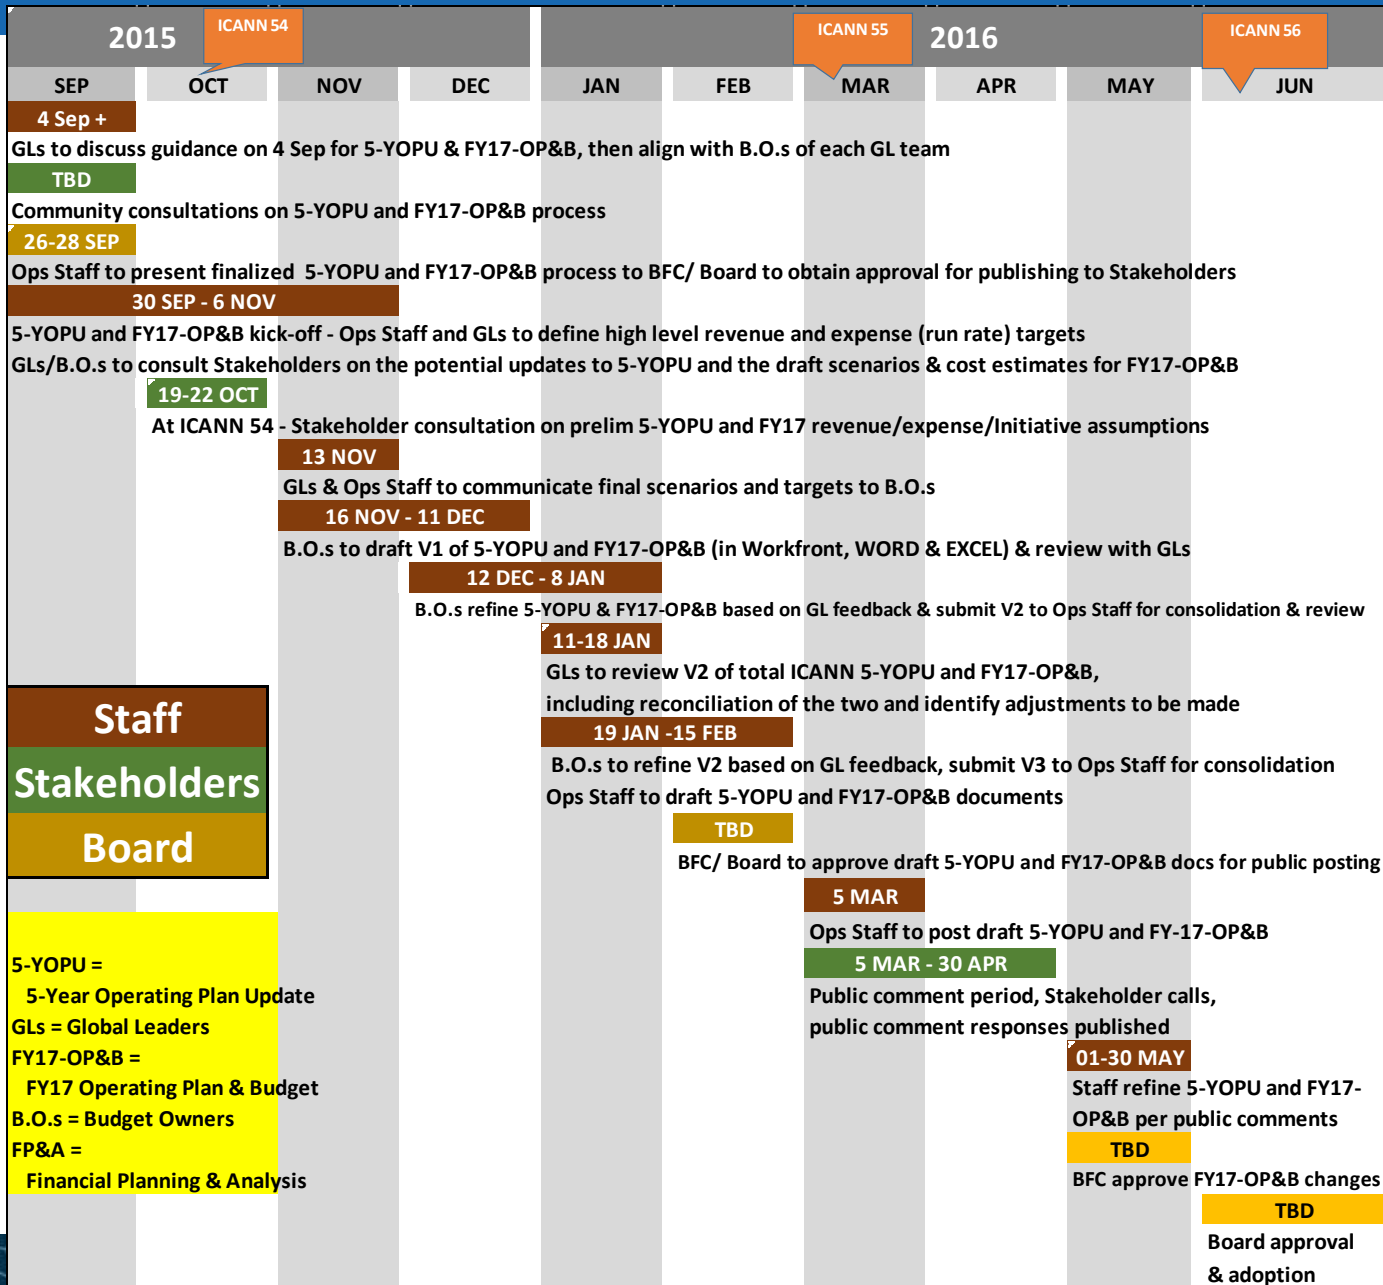 2015
ICANN 54
ICANN 55
2016
ICANN 56
SEP OCT NOV DEC JAN FEB MAR APR MAY JUN
4 Sep +
GLs to discuss guidance on 4 Sep for 5-YOPU & FY17-OP&B, then align with B.O.s of each GL team
TBD
Community consultations on 5-YOPU and FY17-OP&B process
26-28 SEP
Ops Staff to present finalized 5-YOPU and FY17-OP&B process to BFC/ Board to obtain approval for publishing to Stakeholders
30 SEP - 6 NOV
5-YOPU and FY17-OP&B kick-off - Ops Staff and GLs to define high level revenue and expense (run rate) targets
GLs/B.O.s to consult Stakeholders on the potential updates to 5-YOPU and the draft scenarios & cost estimates for FY17-OP&B
19-22 OCT
At ICANN 54 - Stakeholder consultation on prelim 5-YOPU and FY17 revenue/expense/Initiative assumptions
13 NOV
GLs & Ops Staff to communicate final scenarios and targets to B.O.s
16 NOV - 11 DEC
B.O.s to draft V1 of 5-YOPU and FY17-OP&B (in Workfront, WORD & EXCEL) & review with GLs
12 DEC - 8 JAN
B.O.s refine 5-YOPU & FY17-OP&B based on GL feedback & submit V2 to Ops Staff for consolidation & review
11-18 JAN
GLs to review V2 of total ICANN 5-YOPU and FY17-OP&B,
including reconciliation of the two and identify adjustments to be made
19 JAN -15 FEB
B.O.s to refine V2 based on GL feedback, submit V3 to Ops Staff for consolidation
Ops Staff to draft 5-YOPU and FY17-OP&B documents
TBD
BFC/ Board to approve draft 5-YOPU and FY17-OP&B docs for public posting
5 MAR
Ops Staff to post draft 5-YOPU and FY-17-OP&B
5 MAR - 30 APR
Public comment period, Stakeholder calls,
public comment responses published
01-30 MAY
Staff refine 5-YOPU and FY17-
OP&B per public comments
TBD
BFC approve FY17-OP&B changes
TBD
Board approval
& adoption
Staff
Stakeholders
Board
5-YOPU =
5-Year Operating Plan Update
GLs = Global Leaders
FY17-OP&B =
FY17 Operating Plan & Budget
B.O.s = Budget Owners
FP&A =
Financial Planning & Analysis